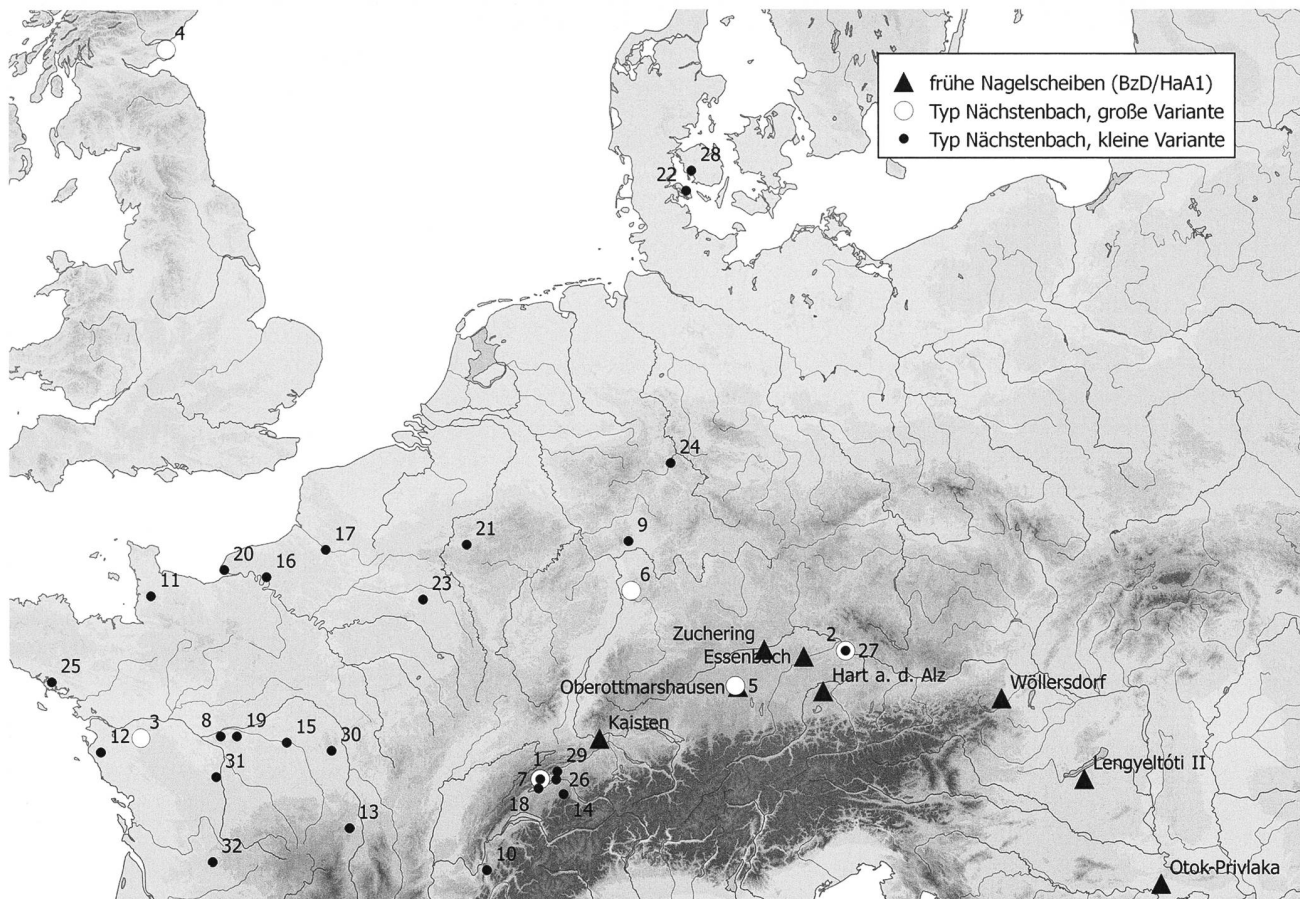 4
▲ frühe Nagelscheiben (BzD/HaA1)
○ Typ Nächstenbach, große Variante
● Typ Nächstenbach, kleine Variante
28
22
24
17
21
9
20
16
11
6
23
Zuchering
2
Essenbach
27
25
Oberottmarshausen
5
Hart a. d. Alz
Wöllersdorf
3
8
19
15
30
12
Kaisten
31
1
29
7
26
18
14
Lengyeltóti II
13
32
10
Otok-Privlaka